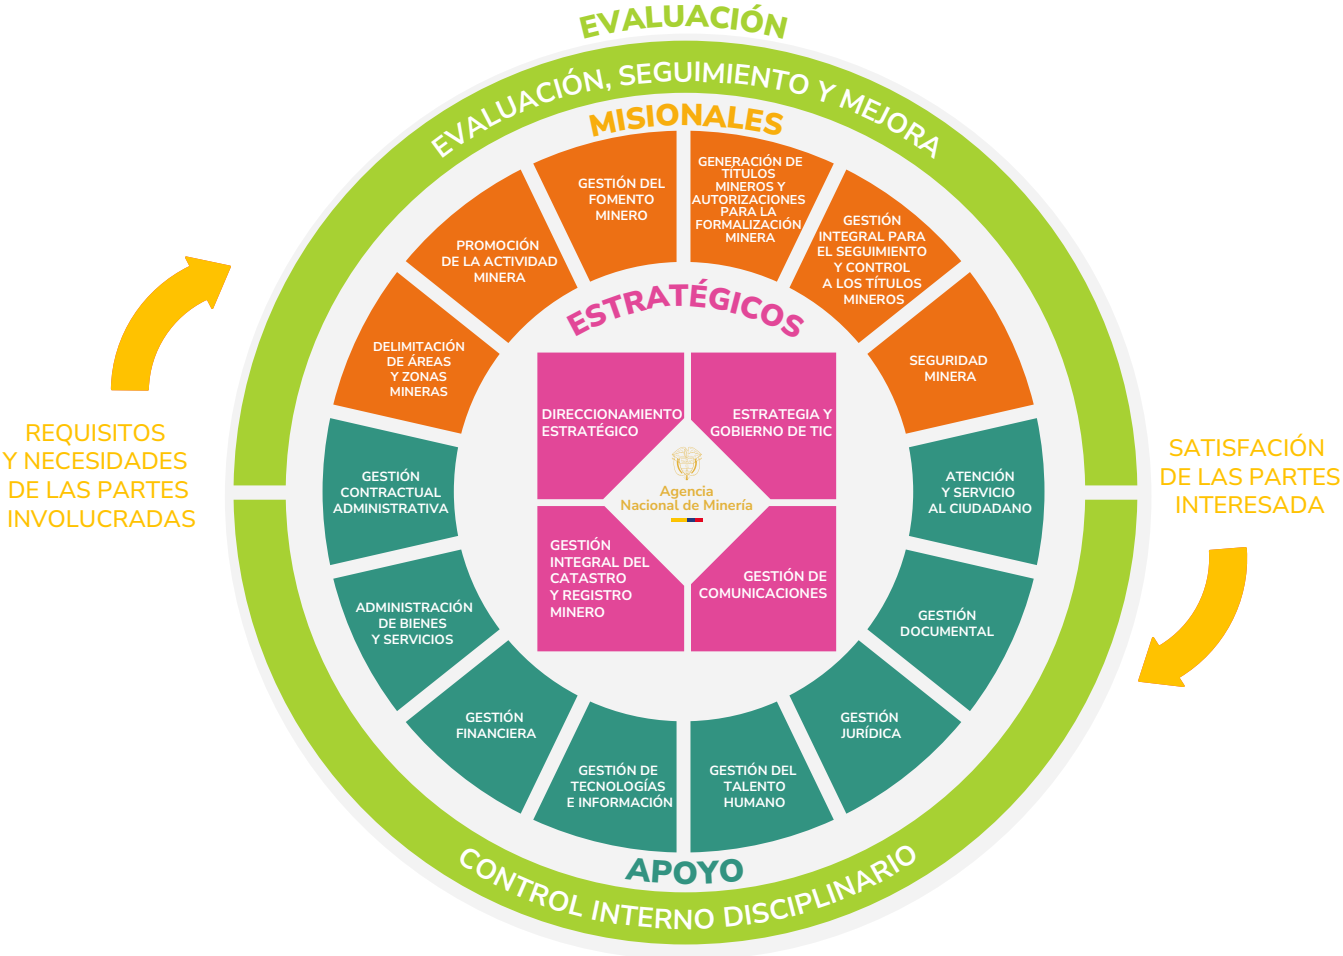 EVALUACIÓN
EVALUACIÓN, SEGUIMIENTO Y MEJORA
MISIONALES
GESTIÓN DEL
FOMENTO
MINERO
GENERACIÓN DE
TÍTULOS
MINEROS Y
AUTORIZACIONES
PARA LA
FORMALIZACIÓN
MINERA
GESTIÓN
INTEGRAL PARA
EL SEGUIMIENTO
Y CONTROL
A LOS TÍTULOS
MINEROS
PROMOCIÓN
DE LA ACTIVIDAD
MINERA
DELIMITACIÓN
DE ÁREAS
Y ZONAS
MINERAS
SEGURIDAD
MINERA
ESTRATÉGICOS
DIRECCIONAMIENTO
ESTRATÉGICO
ESTRATEGIA Y
GOBIERNO DE TIC
Agencia
Nacional de Minería
GESTIÓN
INTEGRAL DEL
CATASTRO
Y REGISTRO
MINERO
GESTIÓN DE
COMUNICACIONES
REQUISITOS
Y NECESIDADES
DE LAS PARTES
INVOLUCRADAS
SATISFACIÓN
DE LAS PARTES
INTERESADA
GESTIÓN
CONTRACTUAL
ADMINISTRATIVA
ATENCIÓN
Y SERVICIO
AL CIUDADANO
ADMINISTRACIÓN
DE BIENES
Y SERVICIOS
GESTIÓN
DOCUMENTAL
GESTIÓN
FINANCIERA
GESTIÓN
JURÍDICA
GESTIÓN DE
TECNOLOGÍAS
E INFORMACIÓN
GESTIÓN DEL
TALENTO
HUMANO
APOYO
CONTROL INTERNO DISCIPLINARIO